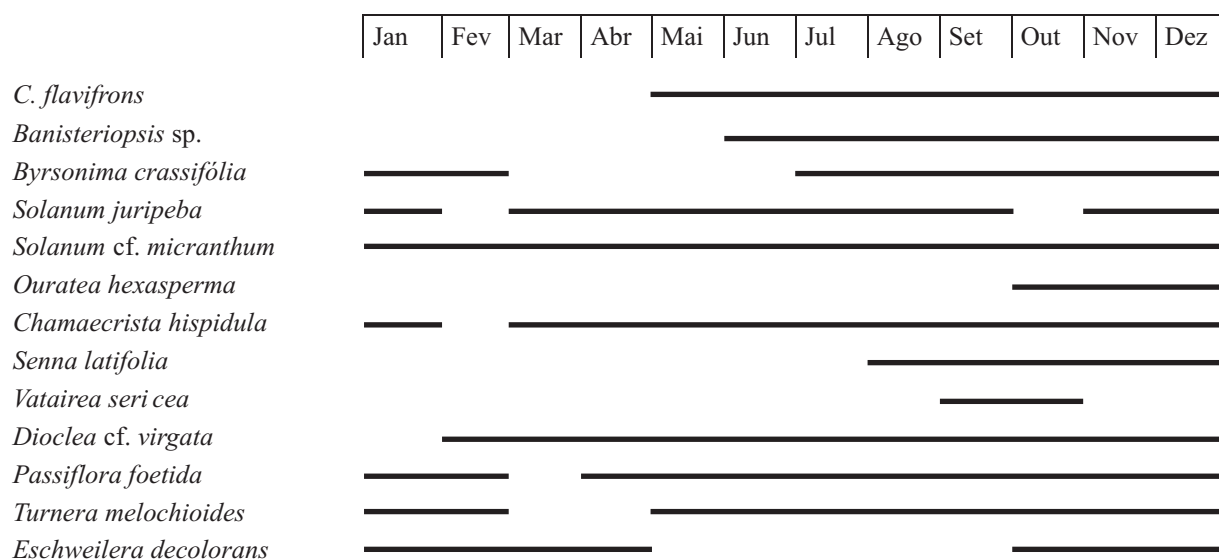 Jan Fev Mar Abr Mai Jun Jul Ago Set Out Nov Dez
C. flavifrons
Banisteriopsis sp.
Byrsonima crassifólia
Solanum juripeba
Solanum cf. micranthum
Ouratea hexasperma
Chamaecrista hispidula
Senna latifolia
Vatairea seri cea
Dioclea cf. virgata
Passiflora foetida
Turnera melochioides
Eschweilera decolorans